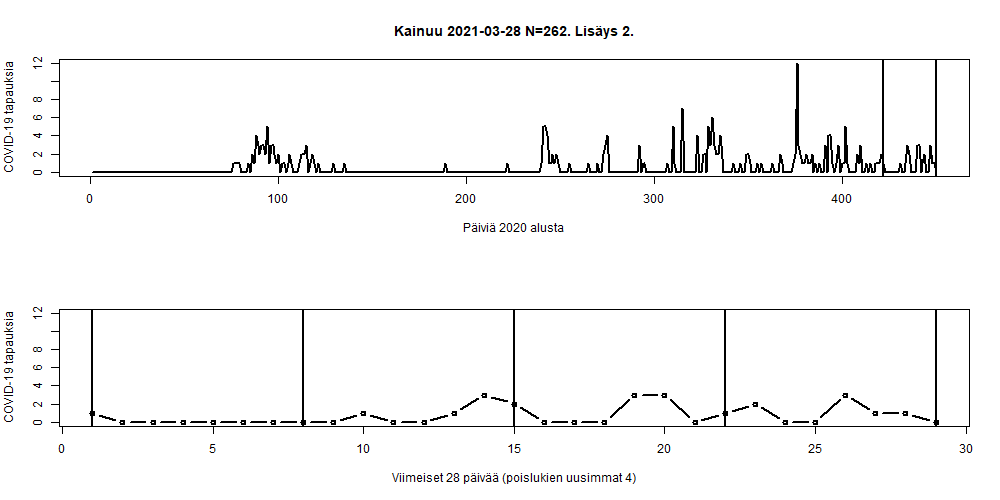 Kainuu 2021-03-28 N=262. Lisäys 2.
COVID-19 tapauksia
0 2 4 6 8 12
0 100 200 300 400
Päiviä 2020 alusta
COVID-19 tapauksia
0 2 4 6 8 12
0 5 10 15 20 25 30
Viimeiset 28 päivää (poislukien uusimmat 4)